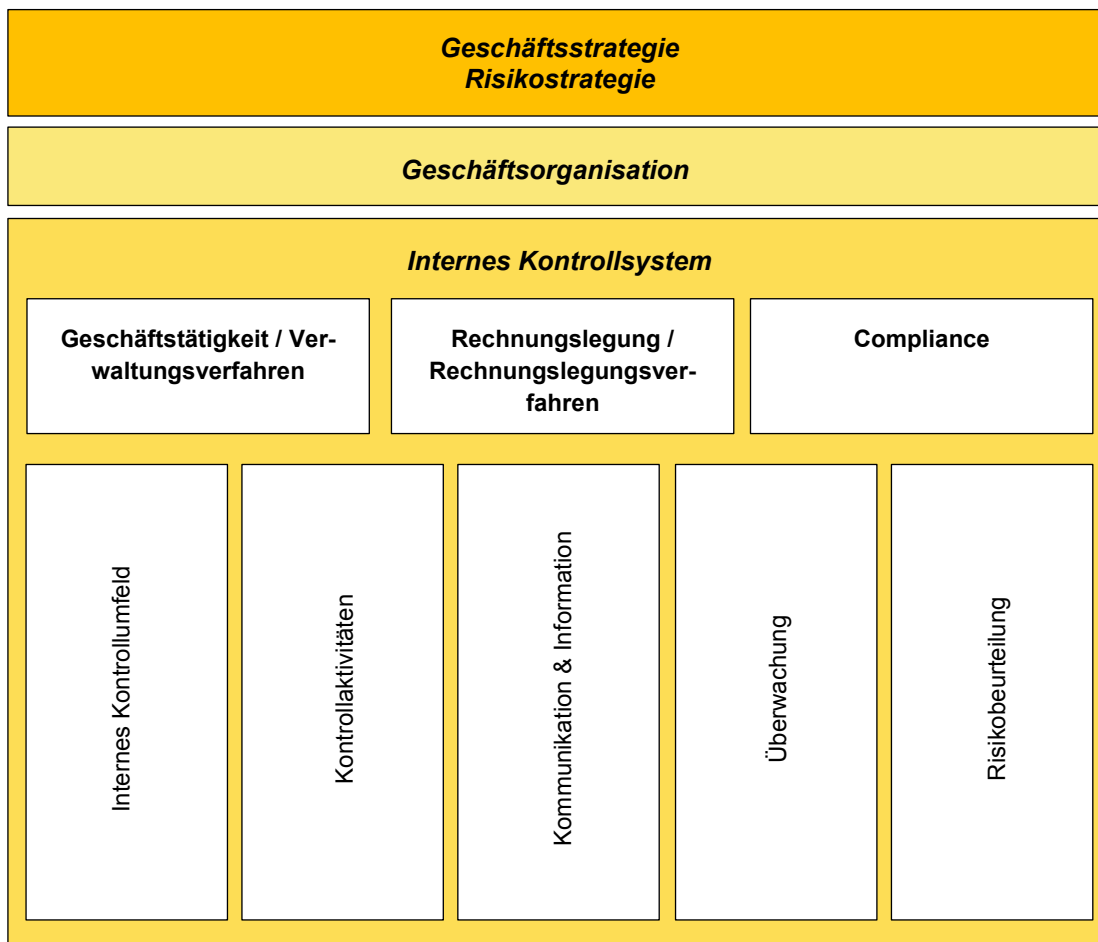 Geschäftsstrategie
Risikostrategie
Geschäftsorganisation
Internes Kontrollsystem
Geschäftstätigkeit / Ver-
waltungsverfahren
Rechnungslegung /
Rechnungslegungsver-
fahren
Compliance
Internes Kontrollumfeld
Kontrollaktivitäten
Kommunikation & Information
Überwachung
Risikobeurteilung